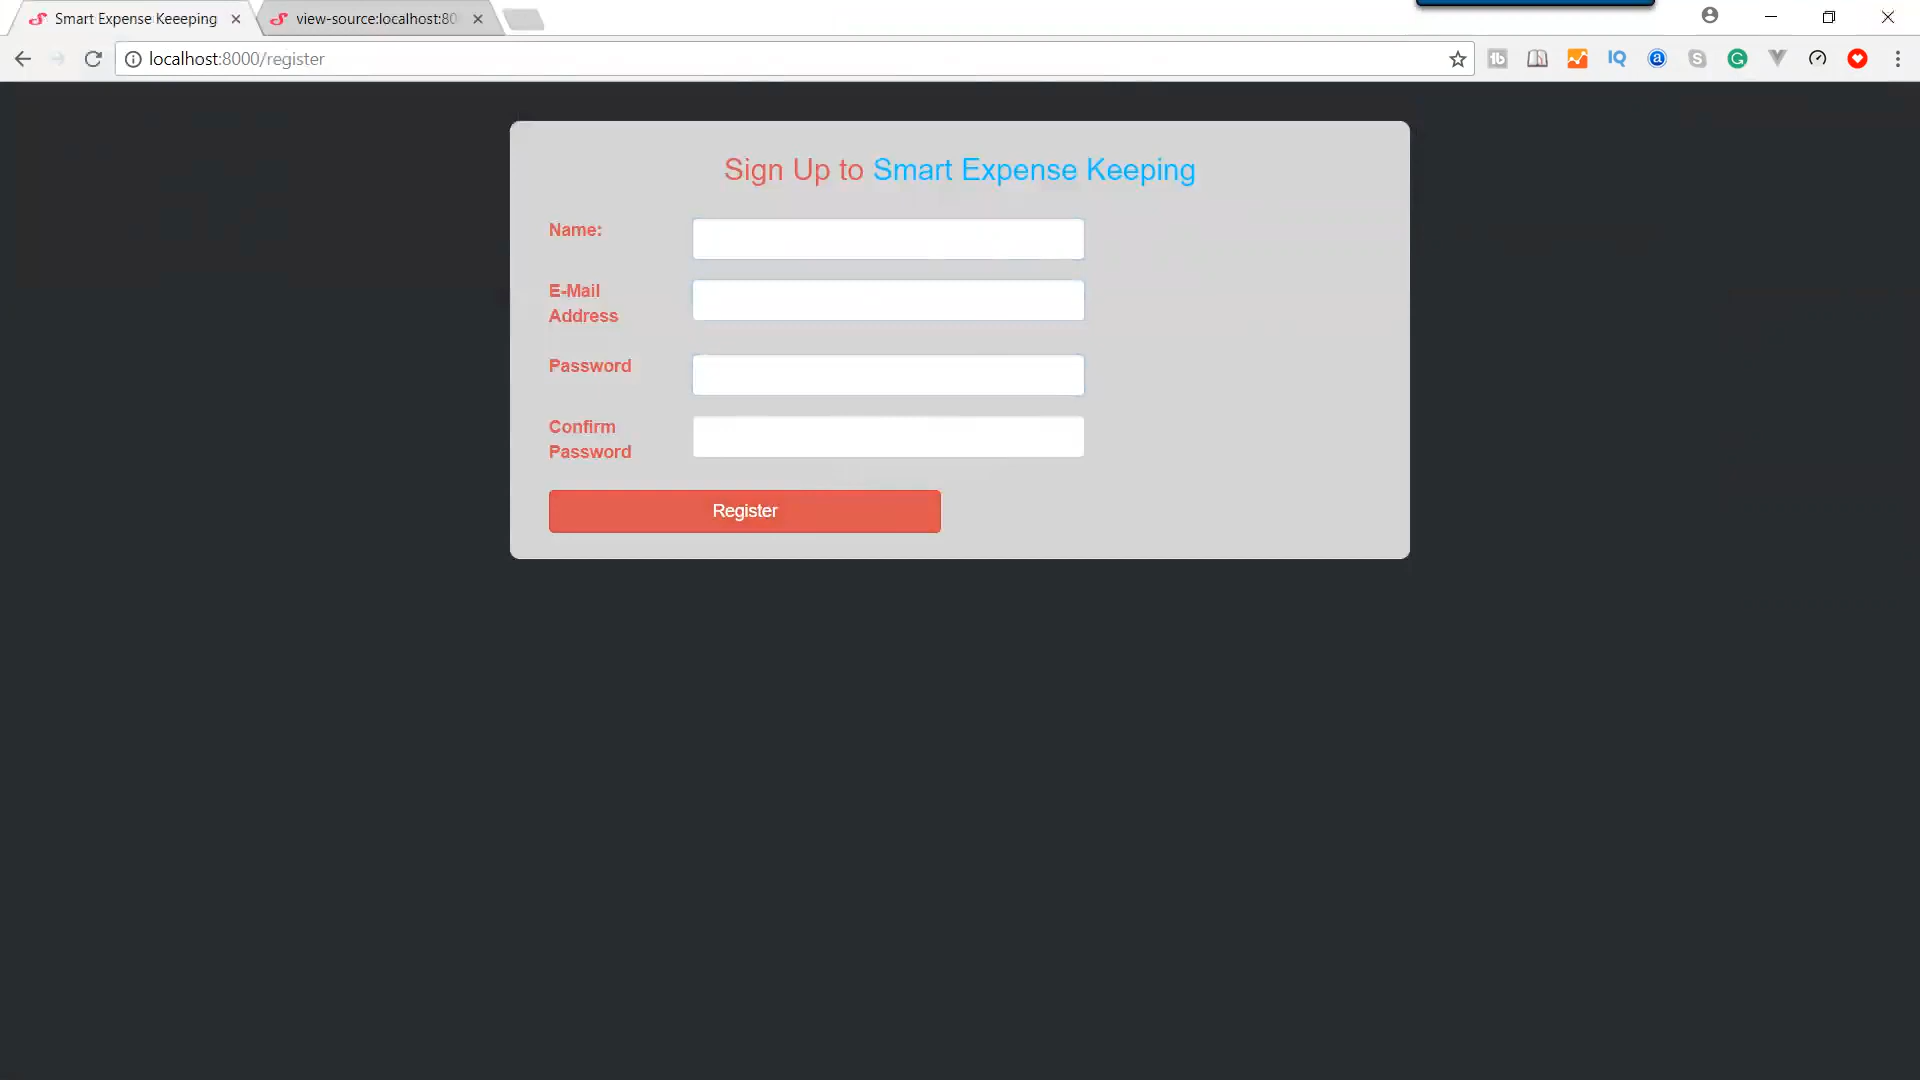 Smart Expense Keeeping
view-source:localhost:80
localhost:8000/register
Sign Up to Smart Expense Keeping
Name:
E-Mail
Address
Password
Confirm
Password
Register